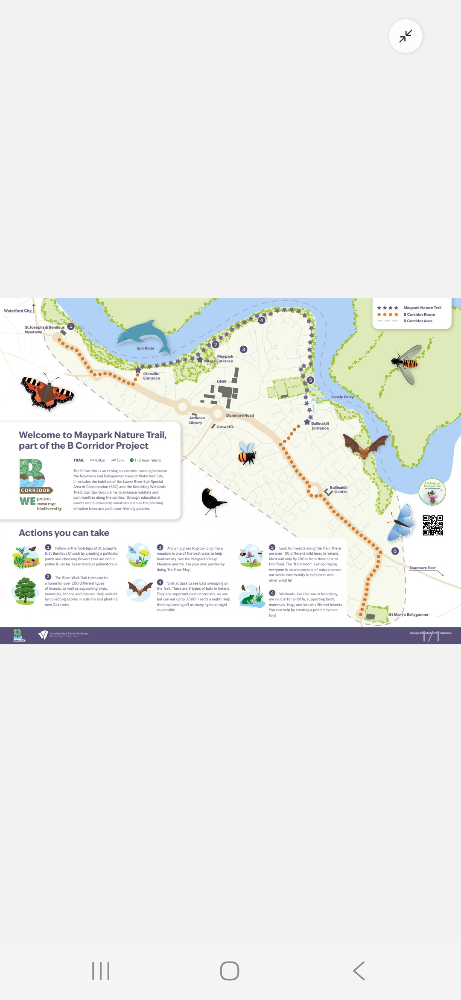 Waterford City
St Josephs & Benildus
Newtown
1
Suir River
2
3
4
Maypark
Village Entrance
Glenville
Entrance
UHW
5
Castle Ferry
Maypark Nature Trail
B Corridor Route
B Corridor Area
Ardkeen
Library
Grow HQ
Dunmore Road
Ballinakill
Entrance
Ballinakill
Centre
All-Ireland
Pollinator Plan
www.pollinators.ie
6
Dunmore East
St Mary's Ballygunner
Welcome to Maypark Nature Trail,
part of the B Corridor Project
B
CORRIDOR
WE protect
encourage
biodiversity
TRAIL 4.4km 75m 1 - 2 hour return
The B Corridor is an ecological corridor running between
the Newtown and Ballygunner areas of Waterford City.
It includes the habitats of the Lower River Suir Special
Area of Conservation (SAC) and the Knockboy Wetlands.
The B Corridor Group aims to enhance habitats and
communities along the corridor through educational
events and biodiversity initiatives such as the planting
of native trees and pollinator-friendly patches.
Actions you can take
1 Follow in the footsteps of St Joseph's
& St Benildus Church by creating a pollinator
patch and choosing flowers that are rich in
pollen & nectar. Learn more at pollinators.ie
2 The River Walk Oak trees can be
a home for over 200 different types
of insects; as well as supporting birds,
mammals, lichens and mosses. Help wildlife
by collecting acorns in autumn and planting
new Oak trees.
3 Allowing grass to grow long into a
meadow is one of the best ways to help
biodiversity. See the Maypark Village
Meadow and try it in your own garden by
doing 'No Mow May'.
4 Visit at dusk to see bats swooping on
the Trail. There are 9 types of bats in Ireland.
They are important pest controllers, as one
bat can eat up to 3,500 insects a night! Help
them by turning off as many lights at night
as possible.
5 Look for insects along the Trail. There
are over 100 different wild bees in Ireland.
Most will only fly 200m from their nest to
find food. The 'B Corridor' is encouraging
everyone to create pockets of nature across
our whole community to help bees and
other wildlife!
6 Wetlands, like the one at Knockboy,
are crucial for wildlife, supporting birds,
mammals, frogs and lots of different insects.
You can help by creating a pond, however
tiny!
B
CORRIDOR
Comhairle Cathrach & Contae Phort Láirge
Waterford City & County Council
Design & Illustration by Vitamin.ie
1/1